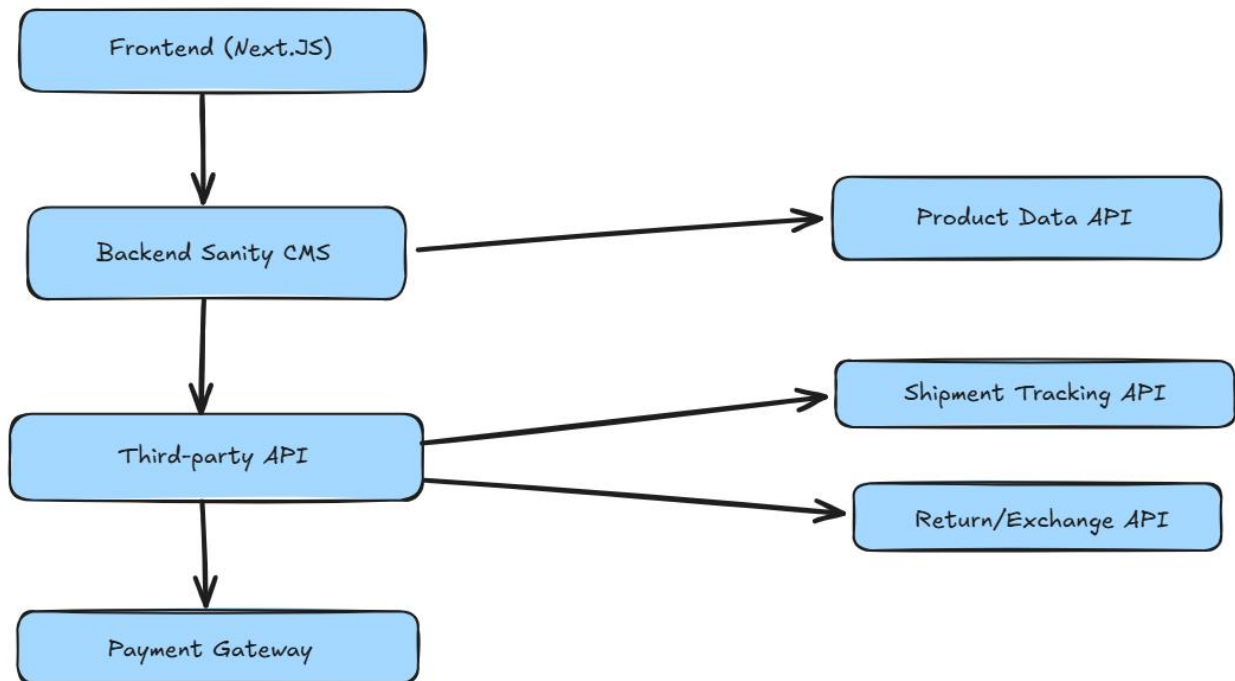 Frontend (Next.JS)
Backend Sanity CMS
Product Data API
Third-party API
Shipment Tracking API
Return/Exchange API
Payment Gateway